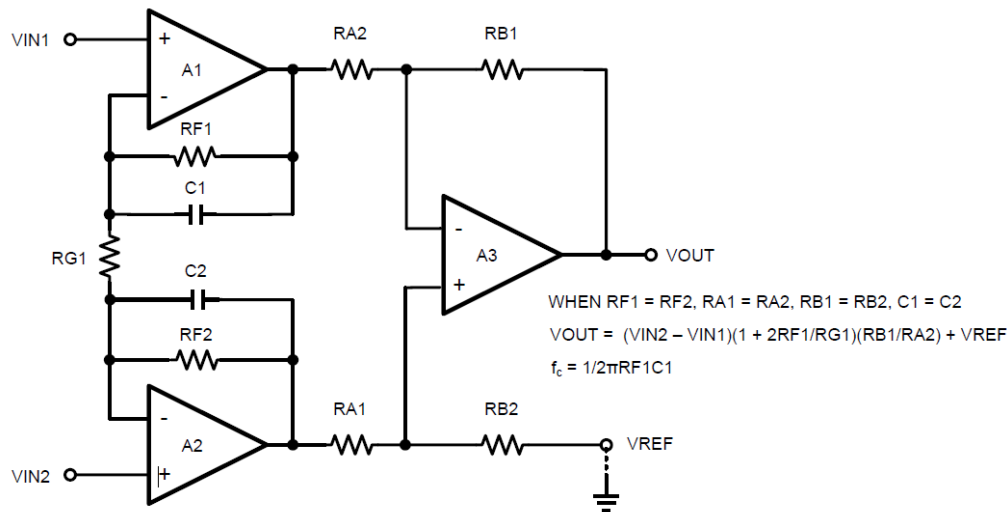 VIN1
+
A1
-
RA2
RB1
RF1
C1
RG1
C2
RF2
-
A3
+
VOUT
WHEN RF1 = RF2, RA1 = RA2, RB1 = RB2, C1 = C2
VOUT = (VIN2 – VIN1)(1 + 2RF1/RG1)(RB1/RA2) + VREF
f_c = 1/2πRF1C1
-
A2
+
VIN2
RA1
RB2
VREF